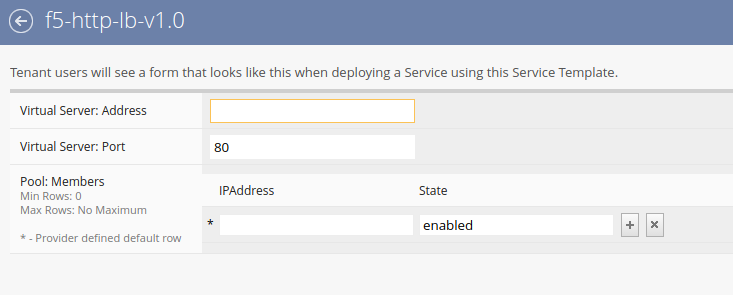 f5-http-lb-v1.0
Tenant users will see a form that looks like this when deploying a Service using this Service Template.
Virtual Server: Address
Virtual Server: Port
80
Pool: Members
Min Rows: 0
Max Rows: No Maximum
* - Provider defined default row
IPAddress State
* enabled + x